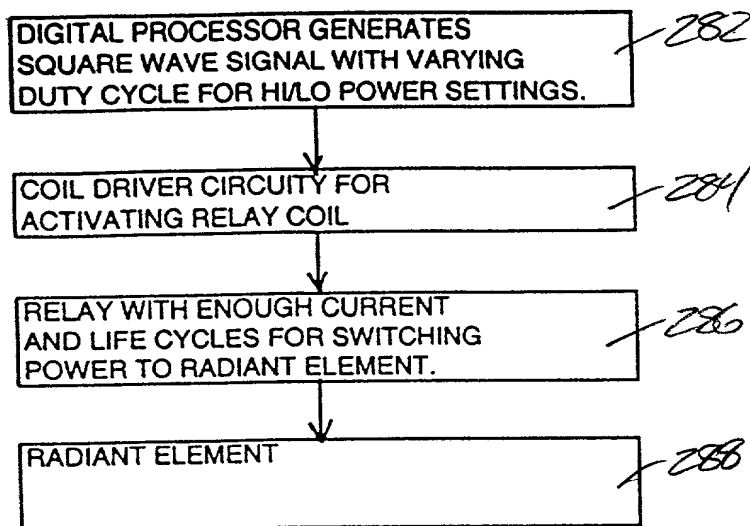 DIGITAL PROCESSOR GENERATES
SQUARE WAVE SIGNAL WITH VARYING
DUTY CYCLE FOR HI/LO POWER SETTINGS.
282
COIL DRIVER CIRCUITY FOR
ACTIVATING RELAY COIL
284
RELAY WITH ENOUGH CURRENT
AND LIFE CYCLES FOR SWITCHING
POWER TO RADIANT ELEMENT.
286
RADIANT ELEMENT
288